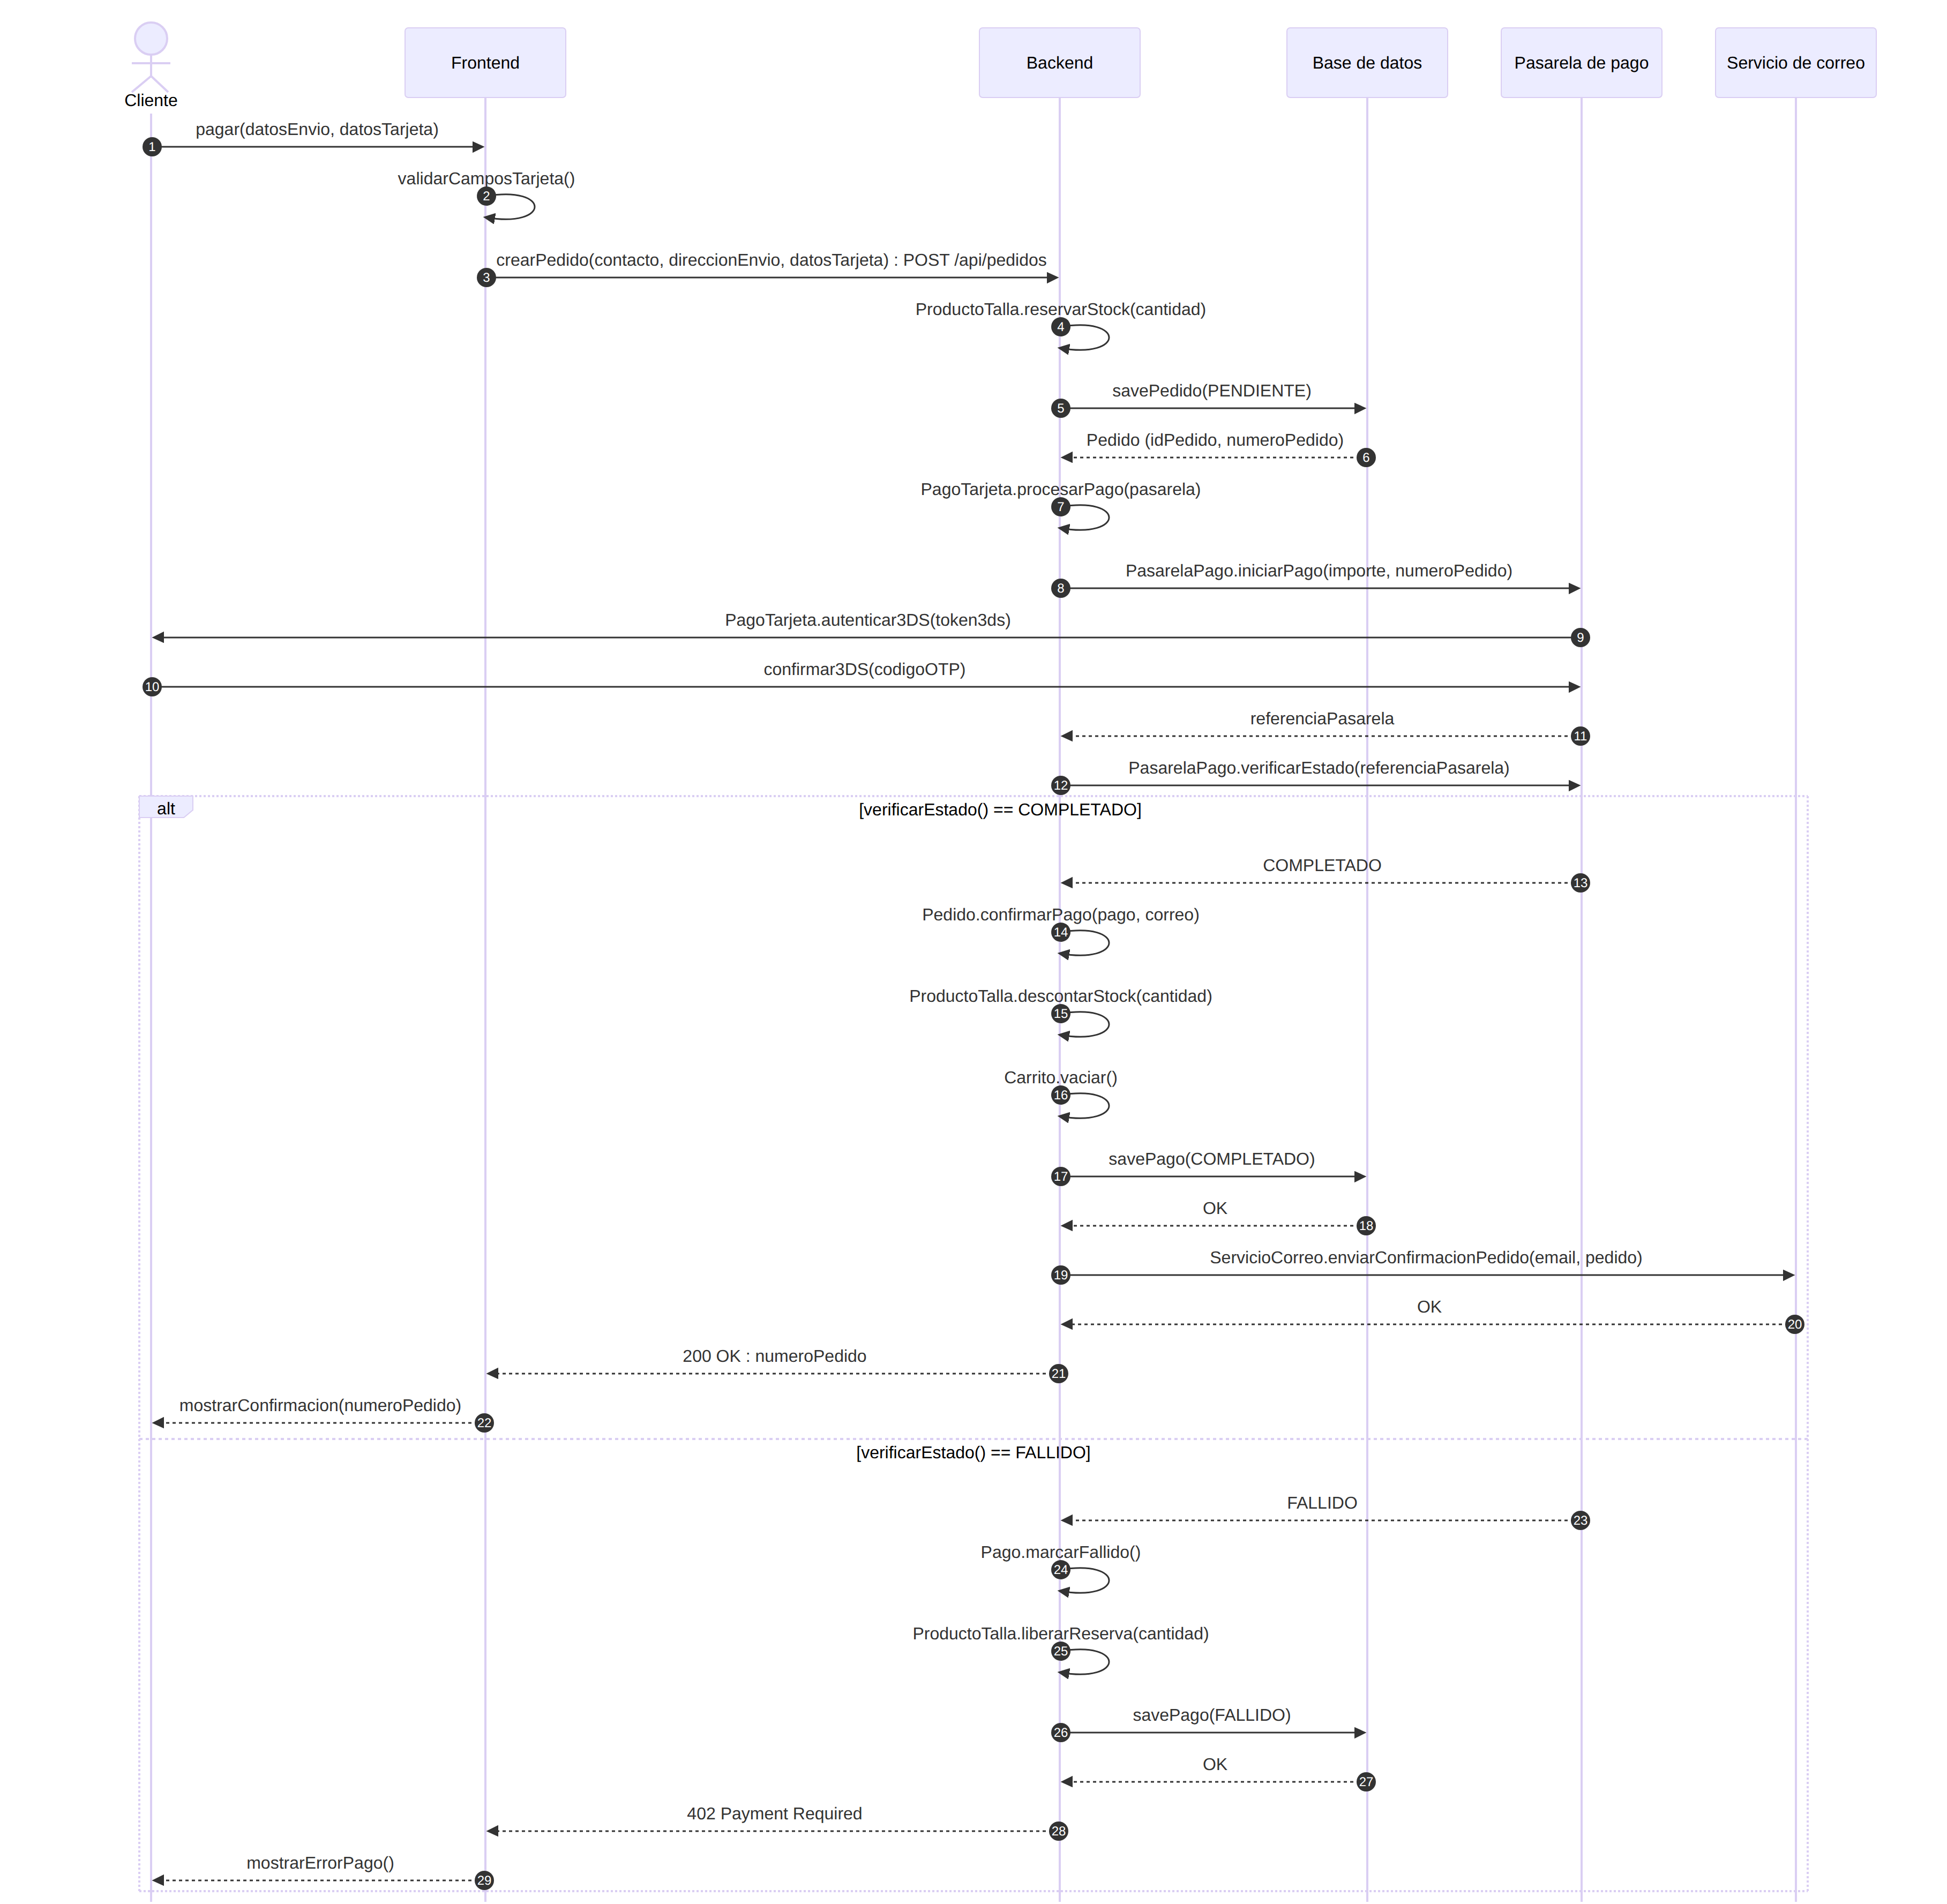 Cliente
Frontend
Backend
Base de datos
Pasarela de pago
Servicio de correo
pagar(datosEnvio, datosTarjeta)
1
validarCamposTarjeta()
2
crearPedido(contacto, direccionEnvio, datosTarjeta) : POST /api/pedidos
3
ProductoTalla.reservarStock(cantidad)
4
savePedido(PENDIENTE)
5
Pedido (idPedido, numeroPedido)
6
PagoTarjeta.procesarPago(pasarela)
7
PasarelaPago.iniciarPago(importe, numeroPedido)
8
PagoTarjeta.autenticar3DS(token3ds)
9
confirmar3DS(codigoOTP)
10
referenciaPasarela
11
PasarelaPago.verificarEstado(referenciaPasarela)
12
alt
[verificarEstado() == COMPLETADO]
COMPLETADO
13
Pedido.confirmarPago(pago, correo)
14
ProductoTalla.descontarStock(cantidad)
15
Carrito.vaciar()
16
savePago(COMPLETADO)
17
OK
18
ServicioCorreo.enviarConfirmacionPedido(email, pedido)
19
OK
20
200 OK : numeroPedido
21
mostrarConfirmacion(numeroPedido)
22
[verificarEstado() == FALLIDO]
FALLIDO
23
Pago.marcarFallido()
24
ProductoTalla.liberarReserva(cantidad)
25
savePago(FALLIDO)
26
OK
27
402 Payment Required
28
mostrarErrorPago()
29